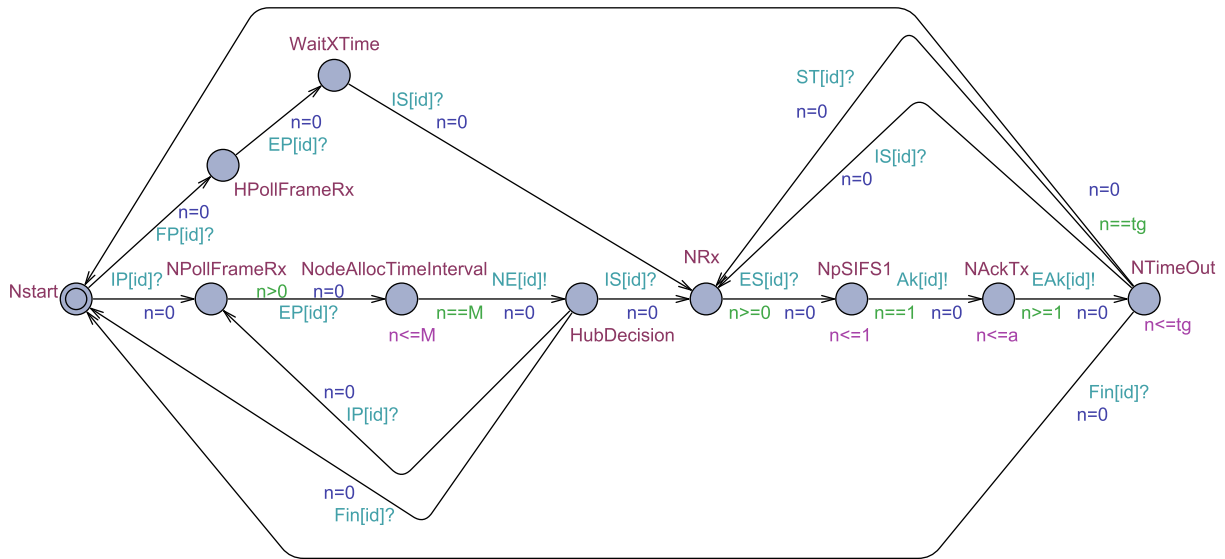 WaitXTime
IS[id]?
n=0
n=0
EP[id]?
HPollFrameRx
n=0
FP[id]?
ST[id]?
n=0
IS[id]?
n=0
n=0
n==tg
Nstart
IP[id]?
n=0
NPollFrameRx
n>0
n=0
EP[id]?
NodeAllocTimeInterval
n<=M
NE[id]!
n==M
n=0
HubDecision
IS[id]?
n=0
NRx
ES[id]?
n>=0
n=0
NpSIFS1
n<=1
Ak[id]!
n==1
n=0
NAckTx
n<=a
EAk[id]!
n>=1
n=0
NTimeOut
n<=tg
n=0
IP[id]?
n=0
Fin[id]?
Fin[id]?
n=0